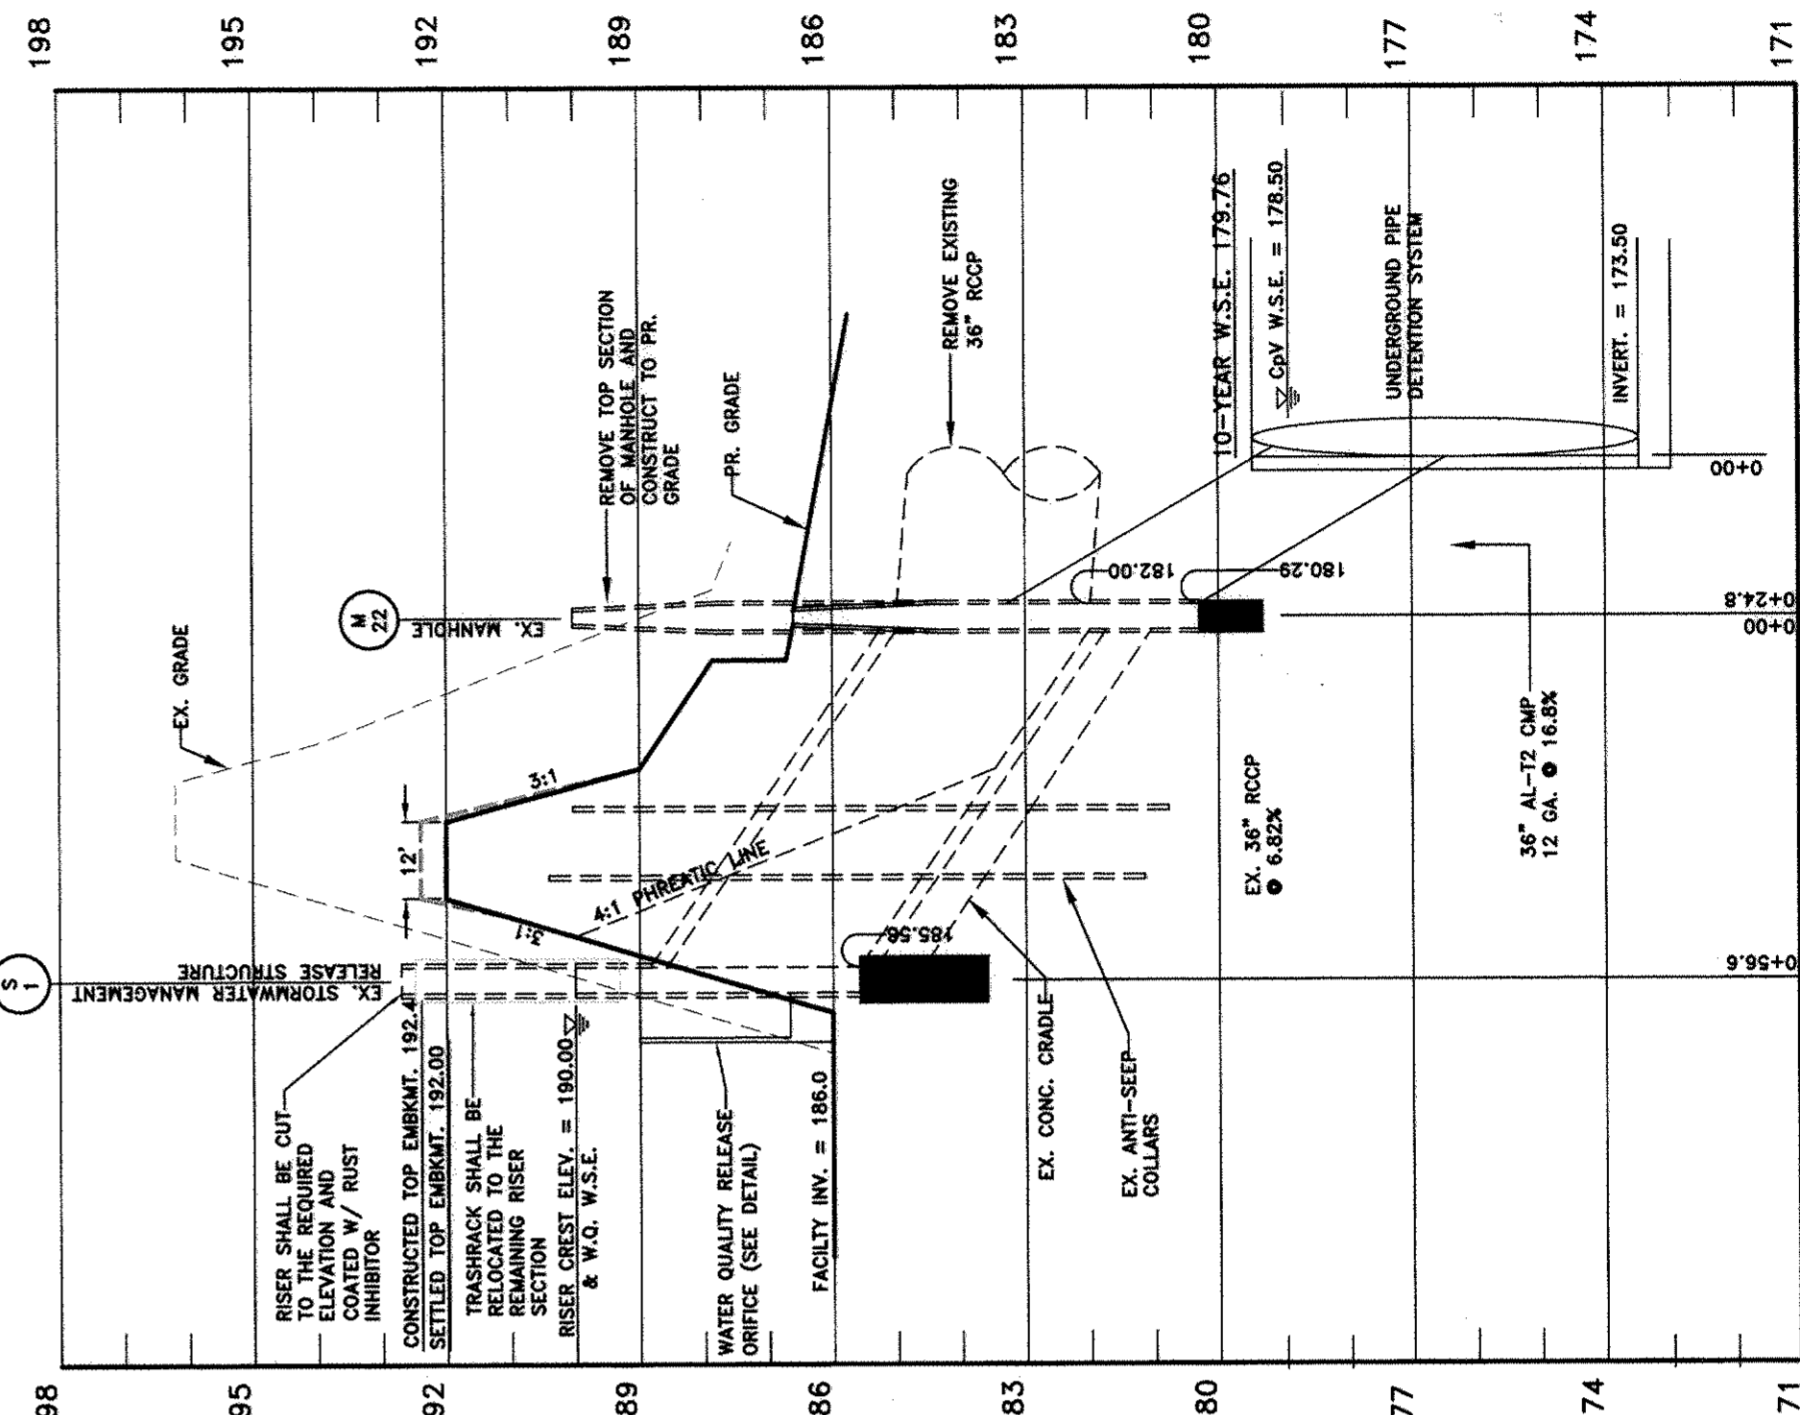 198
195
192
189
186
183
180
177
174
171
S
1
EX. STORMWATER MANAGEMENT
RELEASE STRUCTURE
M
22
EX. MANHOLE
EX. GRADE
RISER SHALL BE CUT
TO THE REQUIRED
ELEVATION AND
COATED W/ RUST
INHIBITOR
CONSTRUCTED TOP EMBKMT. 192.4
SETTLED TOP EMBKMT. 192.00
TRASHRACK SHALL BE
RELOCATED TO THE
REMAINING RISER
SECTION
RISER CREST ELEV. = 190.00
& W.Q. W.S.E.
WATER QUALITY RELEASE
ORIFICE (SEE DETAIL)
FACILTY INV. = 186.0
12'
3:1
3:1
4:1 PHREATIC LINE
REMOVE TOP SECTION
OF MANHOLE AND
CONSTRUCT TO PR.
GRADE
PR. GRADE
REMOVE EXISTING
36" RCCP
10-YEAR W.S.E. 179.76
CpV W.S.E. = 178.50
UNDERGROUND PIPE
DETENTION SYSTEM
INVERT. = 173.50
185.56
182.00
180.29
EX. CONC. CRADLE
EX. ANTI-SEEP
COLLARS
EX. 36" RCCP
@ 6.82%
36" AL-T2 CMP
12 GA. @ 16.8%
0+56.6
0+00
0+24.8
0+00
98
95
92
89
86
83
80
77
74
71